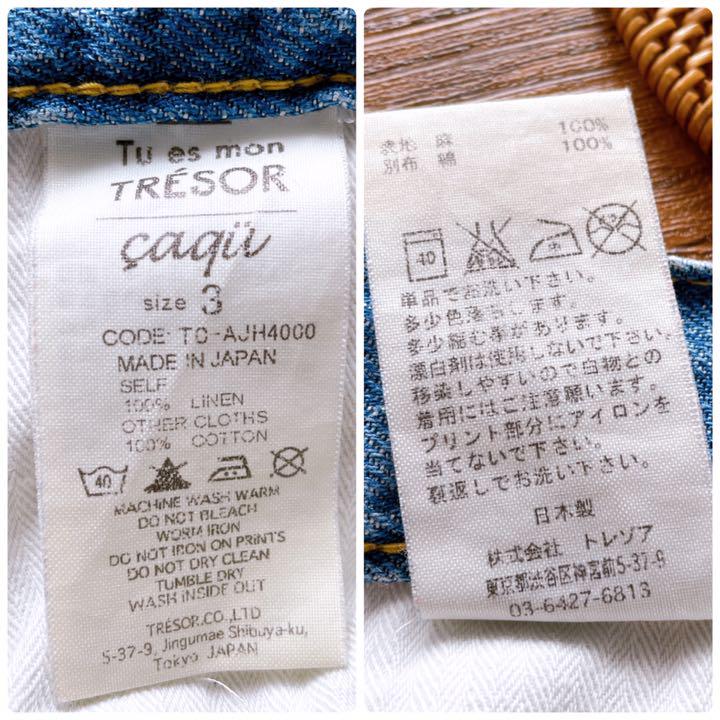 Tu es mon
TRÉSOR
çaqü
size 3
CODE: TO-AJH4000
MADE IN JAPAN
SELF
100% LINEN
OTHER CLOTHS
100% COTTON
40
MACHINE WASH WARM
DO NOT BLEACH
WORM IRON
DO NOT IRON ON PRINTS
DO NOT DRY CLEAN
TUMBLE DRY
WASH INSIDE OUT
TRÉSOR.CO.,LTD
5-37-9, Jingumae Shibuya-ku,
Tokyo JAPAN
表地 麻 100%
別布 綿 100%
40
単品でお洗い下さい。
多少色落ちします。
多少縮む事があります。
漂白剤は使用しないで下さい。
移染しやすいので白物との
着用にはご注意願います。
プリント部分にアイロンを
当てないで下さい。
裏返しでお洗い下さい。
日本製
株式会社 トレゾア
東京都渋谷区神宮前5-37-9
03-6427-6813